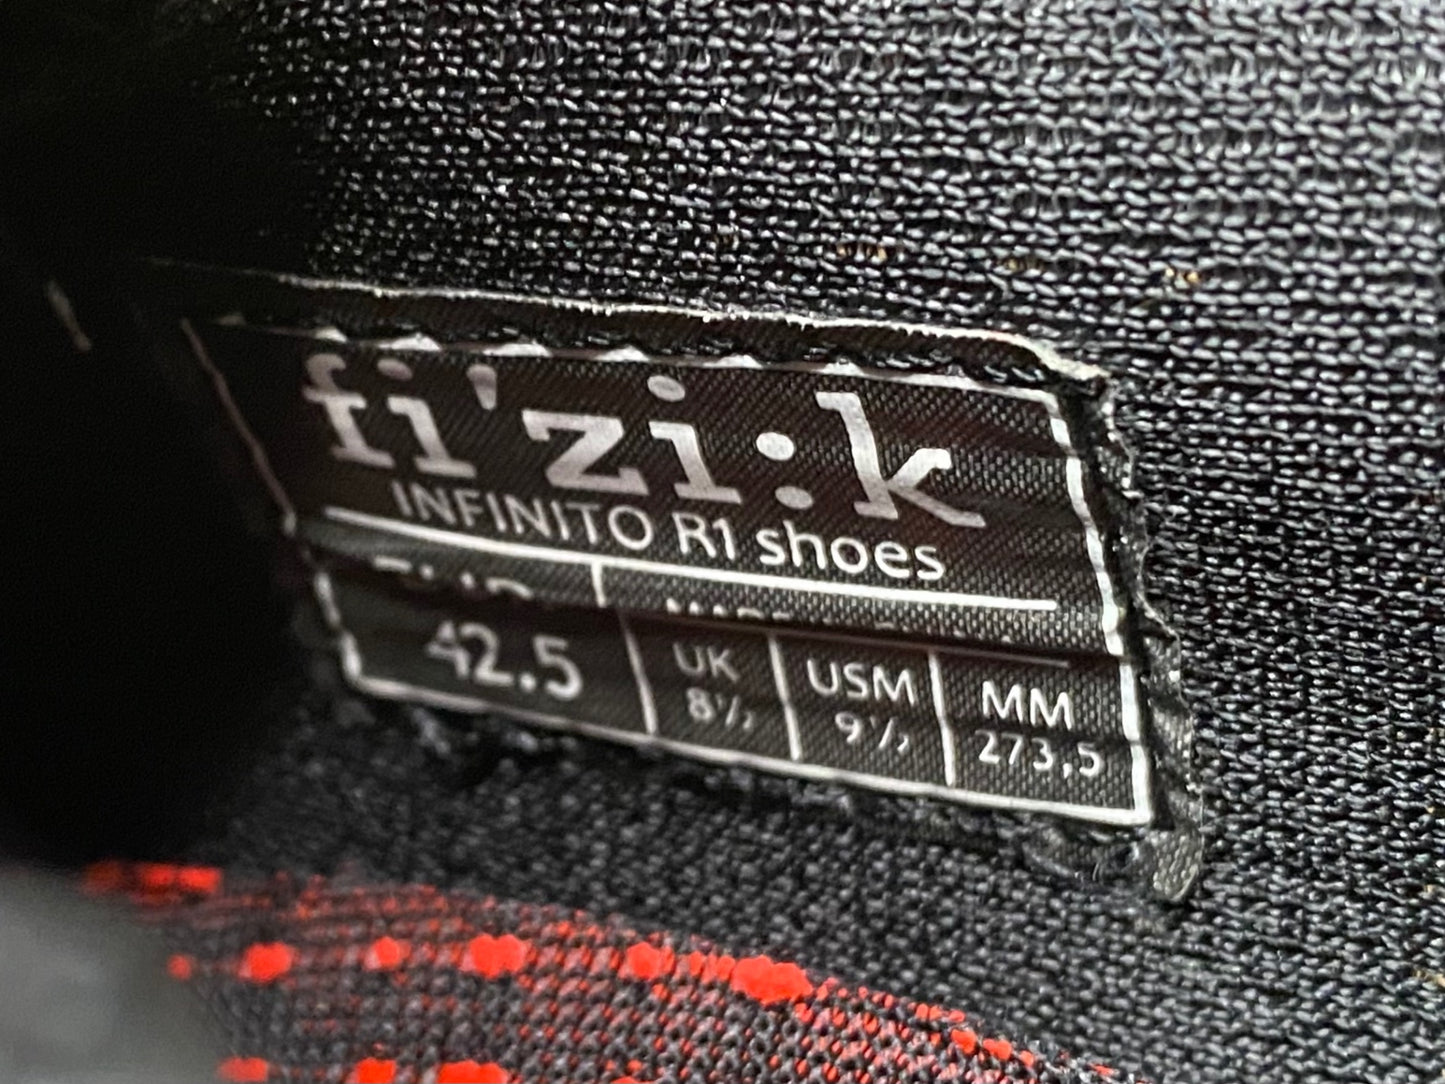 fi'zi:k
INFINITO R1 shoes
42.5
UK
8½
USM
9½
MM
273,5